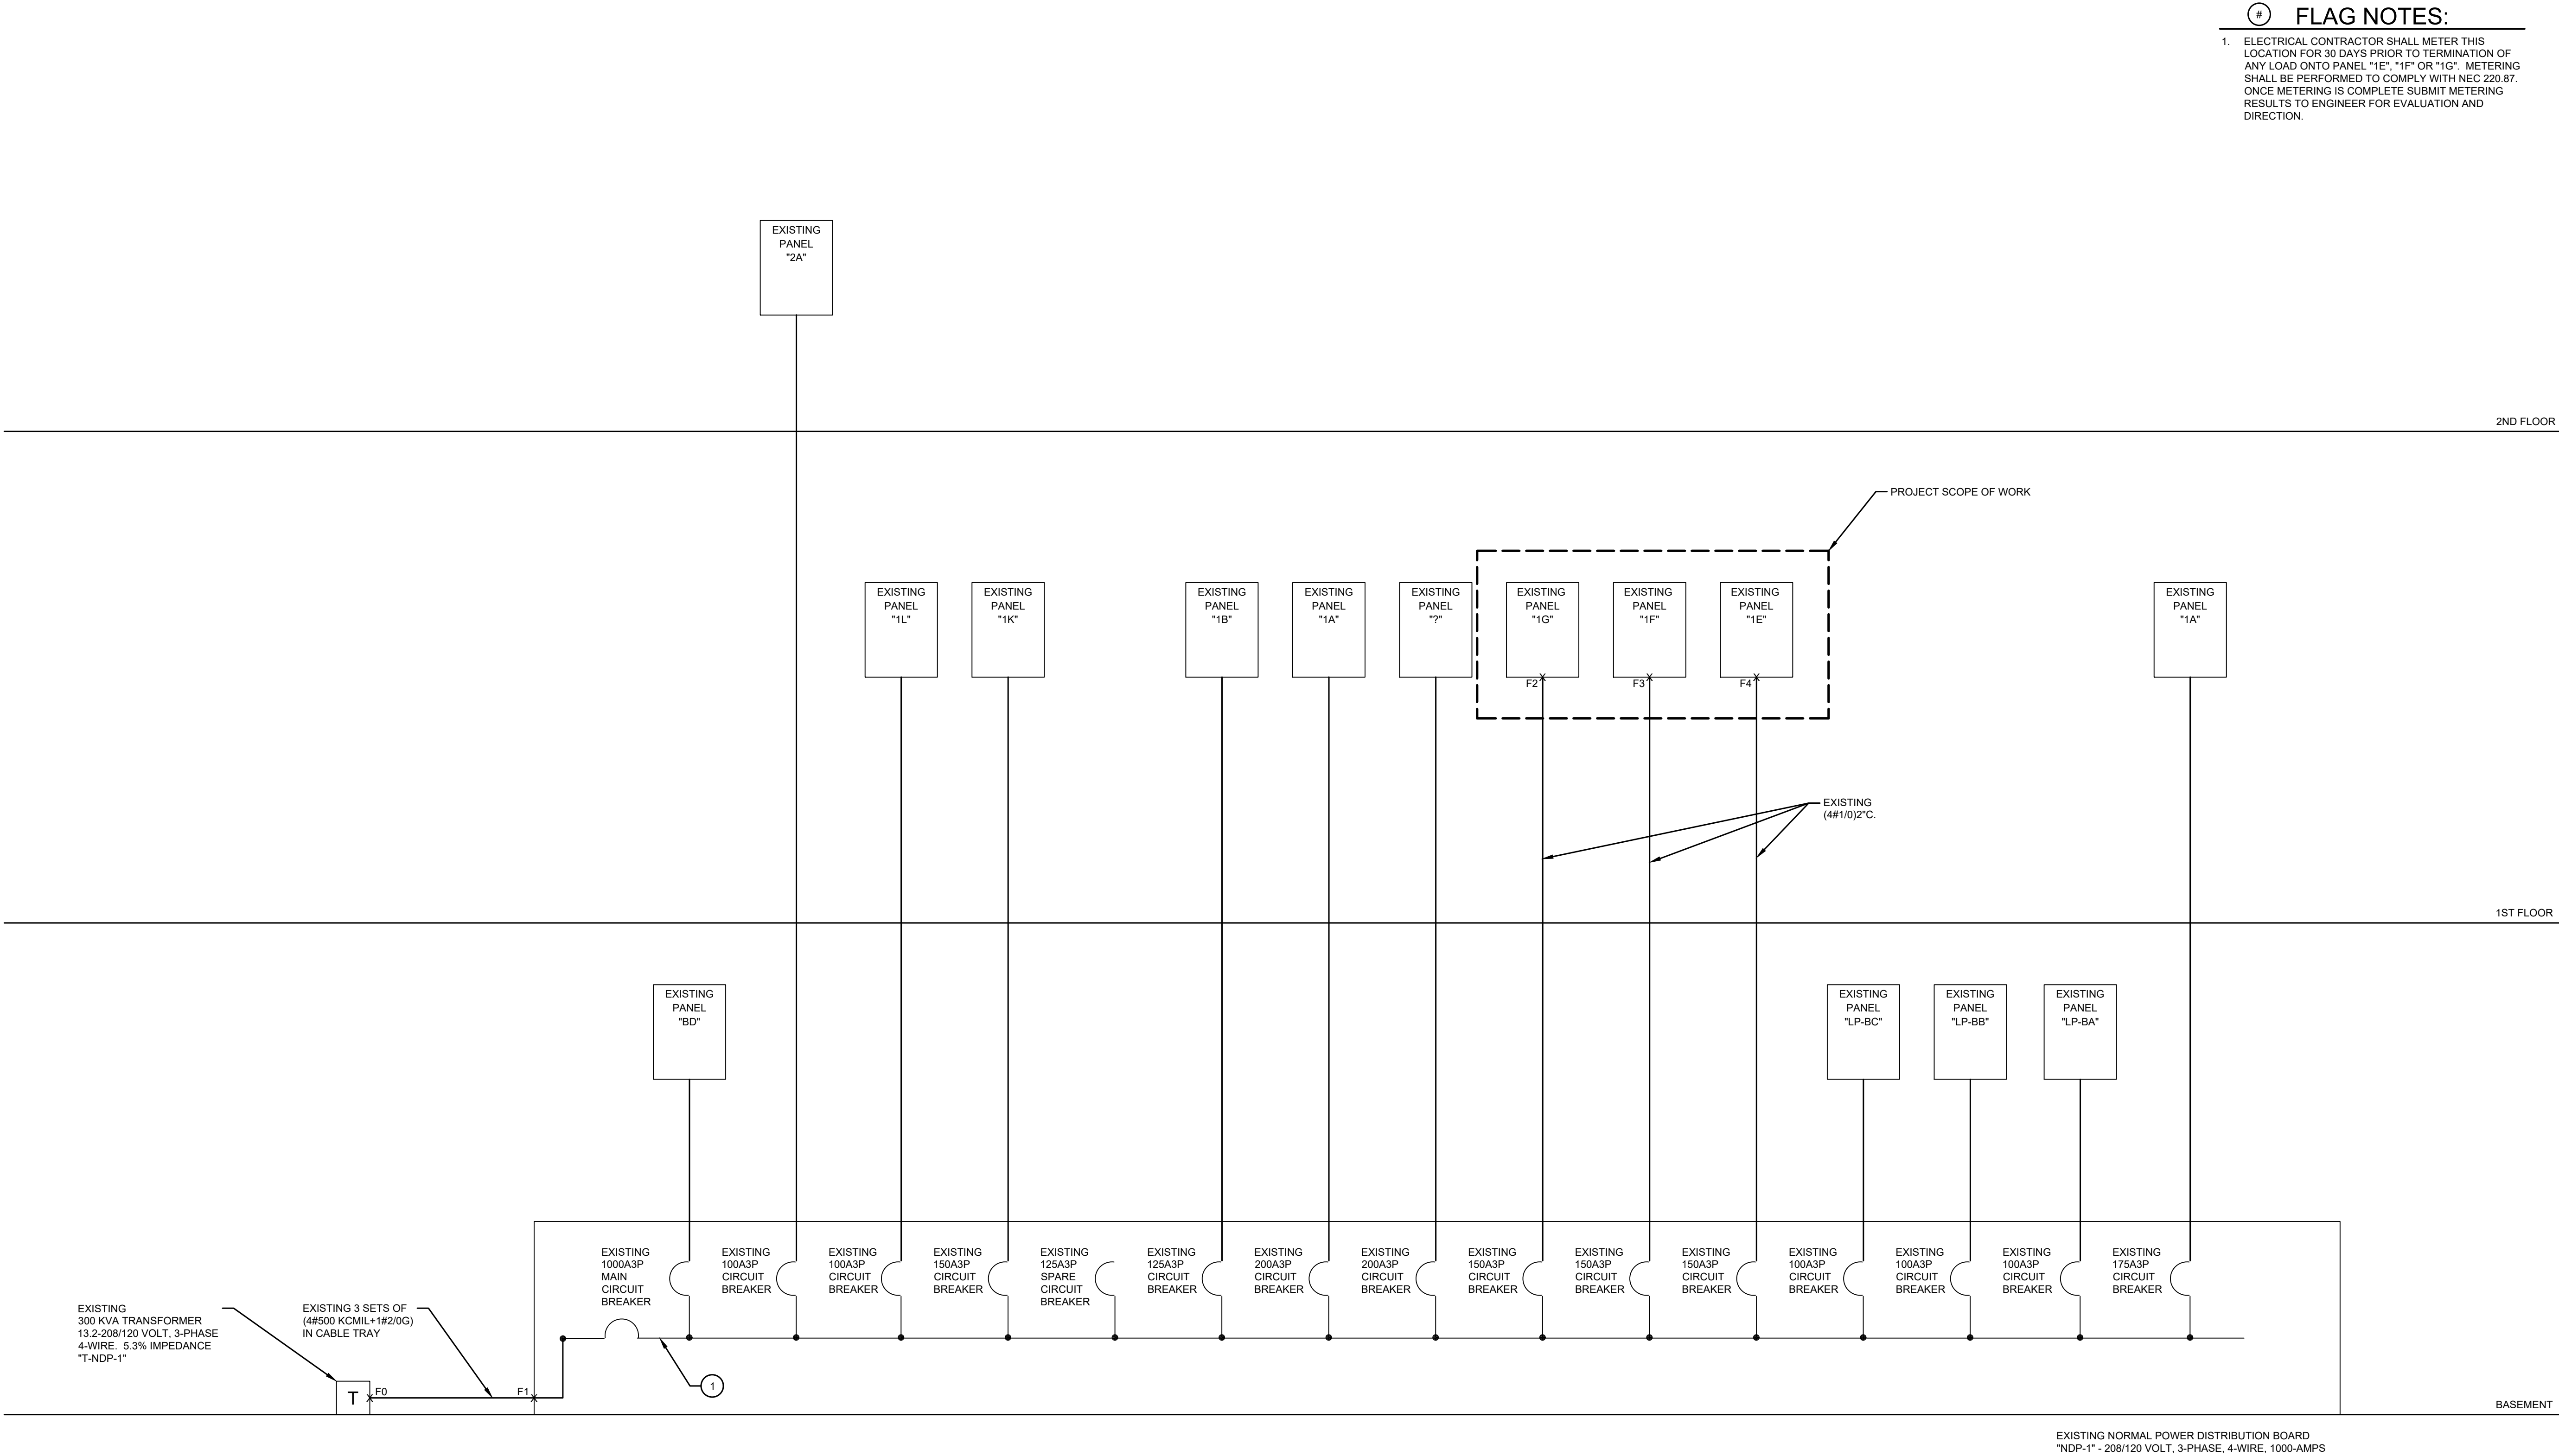 # FLAG NOTES:
1. ELECTRICAL CONTRACTOR SHALL METER THIS
LOCATION FOR 30 DAYS PRIOR TO TERMINATION OF
ANY LOAD ONTO PANEL "1E", "1F" OR "1G". METERING
SHALL BE PERFORMED TO COMPLY WITH NEC 220.87.
ONCE METERING IS COMPLETE SUBMIT METERING
RESULTS TO ENGINEER FOR EVALUATION AND
DIRECTION.
EXISTING
PANEL
"2A"
2ND FLOOR
PROJECT SCOPE OF WORK
EXISTING
PANEL
"1L"
EXISTING
PANEL
"1K"
EXISTING
PANEL
"1B"
EXISTING
PANEL
"1A"
EXISTING
PANEL
"?"
EXISTING
PANEL
"1G"
EXISTING
PANEL
"1F"
EXISTING
PANEL
"1E"
EXISTING
PANEL
"1A"
F2
F3
F4
EXISTING
(4#1/0)2"C.
1ST FLOOR
EXISTING
PANEL
"BD"
EXISTING
PANEL
"LP-BC"
EXISTING
PANEL
"LP-BB"
EXISTING
PANEL
"LP-BA"
EXISTING
1000A3P
MAIN
CIRCUIT
BREAKER
EXISTING
100A3P
CIRCUIT
BREAKER
EXISTING
100A3P
CIRCUIT
BREAKER
EXISTING
150A3P
CIRCUIT
BREAKER
EXISTING
125A3P
SPARE
CIRCUIT
BREAKER
EXISTING
125A3P
CIRCUIT
BREAKER
EXISTING
200A3P
CIRCUIT
BREAKER
EXISTING
200A3P
CIRCUIT
BREAKER
EXISTING
150A3P
CIRCUIT
BREAKER
EXISTING
150A3P
CIRCUIT
BREAKER
EXISTING
150A3P
CIRCUIT
BREAKER
EXISTING
100A3P
CIRCUIT
BREAKER
EXISTING
100A3P
CIRCUIT
BREAKER
EXISTING
100A3P
CIRCUIT
BREAKER
EXISTING
175A3P
CIRCUIT
BREAKER
EXISTING
300 KVA TRANSFORMER
13.2-208/120 VOLT, 3-PHASE
4-WIRE. 5.3% IMPEDANCE
"T-NDP-1"
EXISTING 3 SETS OF
(4#500 KCMIL+1#2/0G)
IN CABLE TRAY
T
F0
F1
1
BASEMENT
EXISTING NORMAL POWER DISTRIBUTION BOARD
"NDP-1" - 208/120 VOLT, 3-PHASE, 4-WIRE, 1000-AMPS